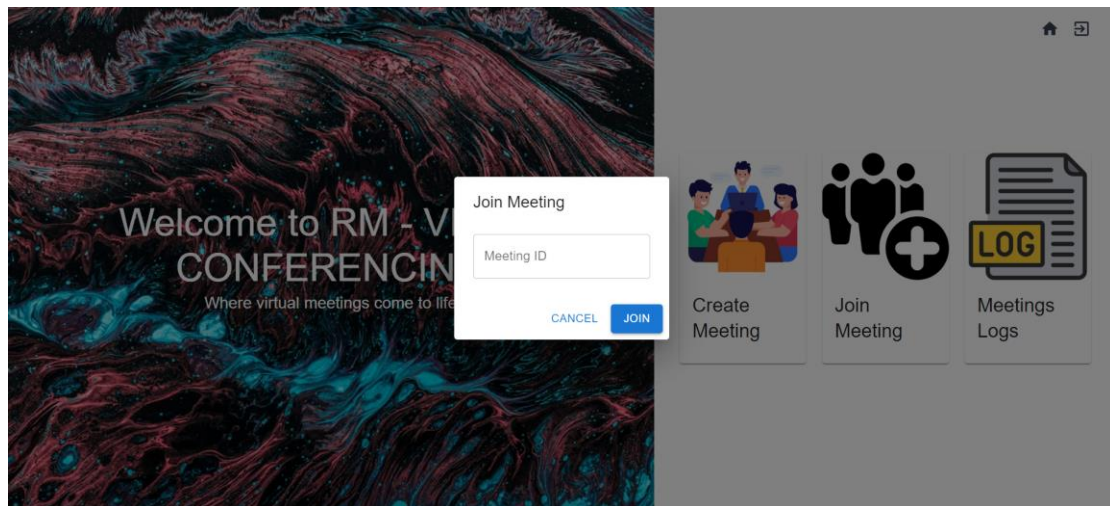 Welcome to RM - V
CONFERENCIN
Where virtual meetings come to life
Join Meeting
Meeting ID
CANCEL
JOIN
LOG
Create
Meeting
Join
Meeting
Meetings
Logs